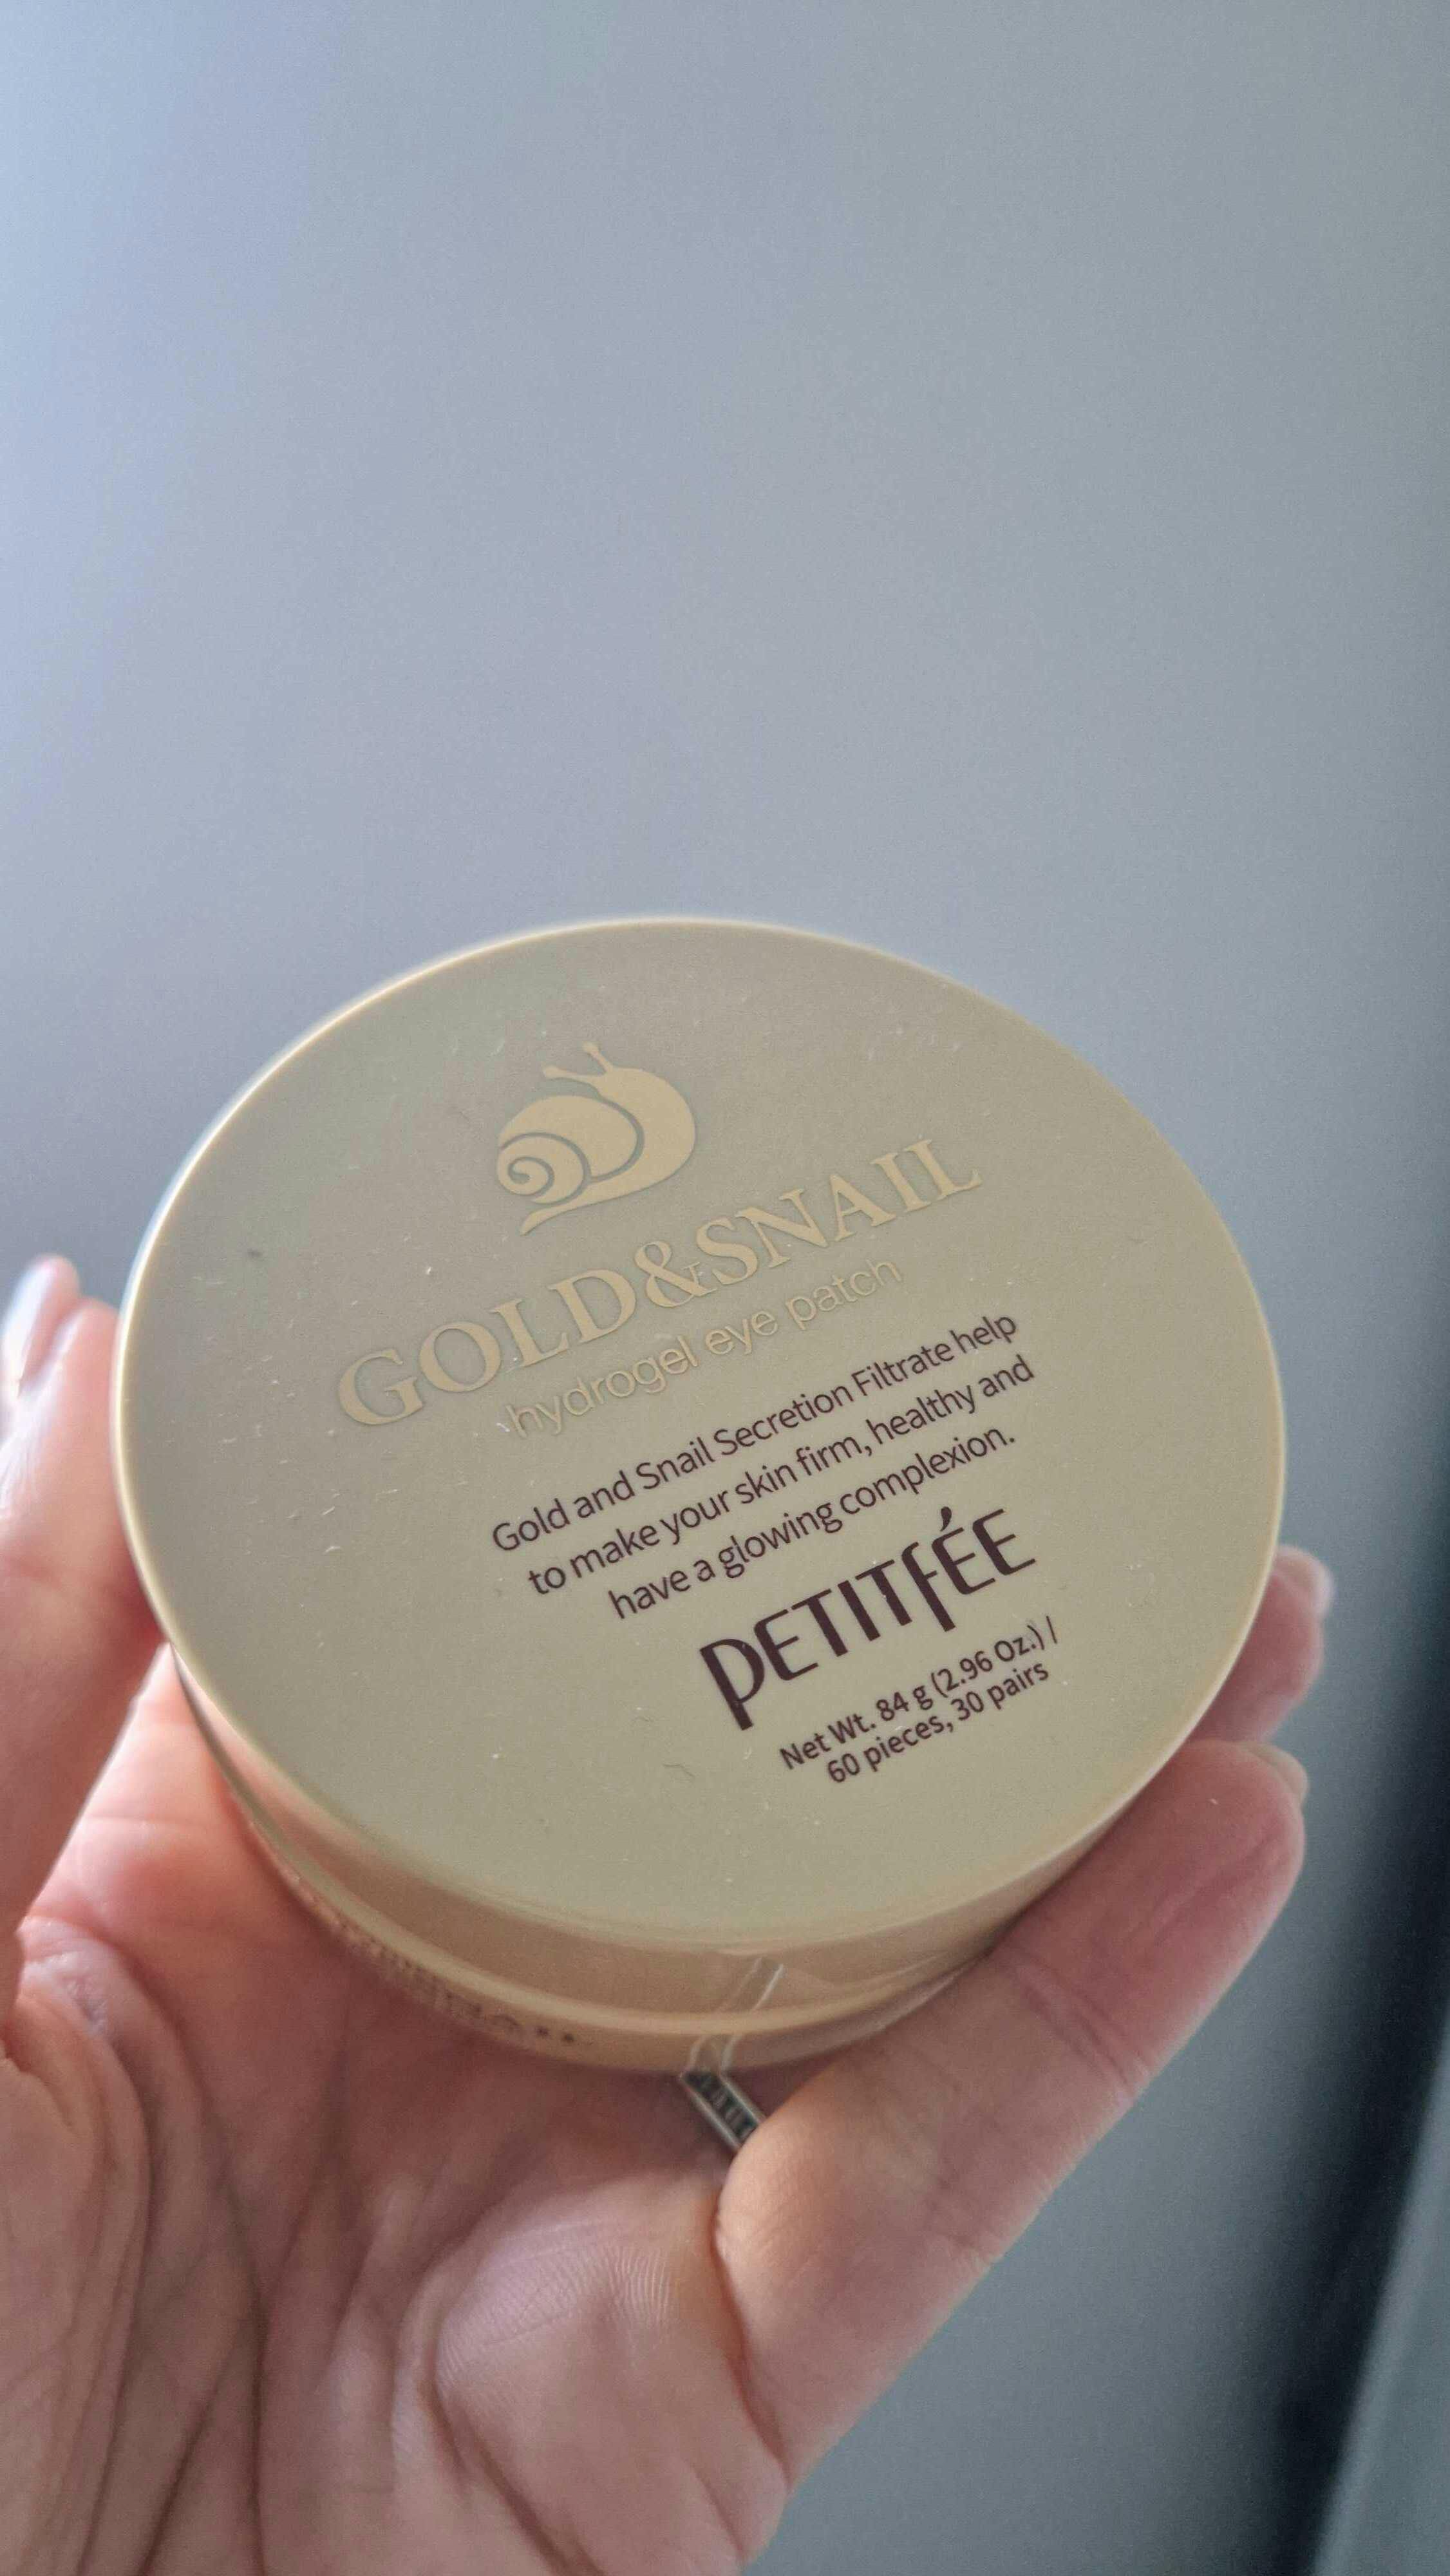 GOLD&SNAIL
hydrogel eye patch
Gold and Snail Secretion Filtrate help
to make your skin firm, healthy and
have a glowing complexion.
PETITFÉE
Net Wt. 84 g (2.96 Oz.) /
60 pieces, 30 pairs